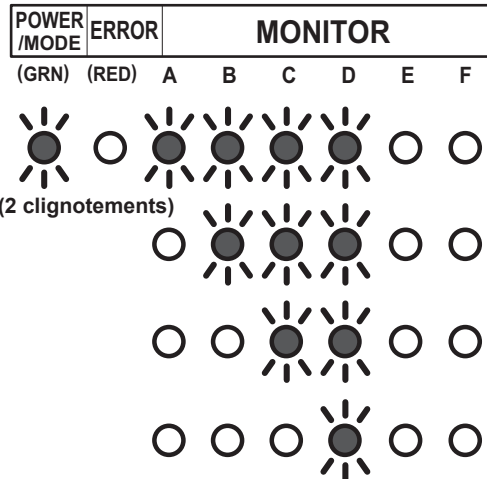 POWER /MODE ERROR MONITOR
(GRN) (RED) A B C D E F
(2 clignotements)